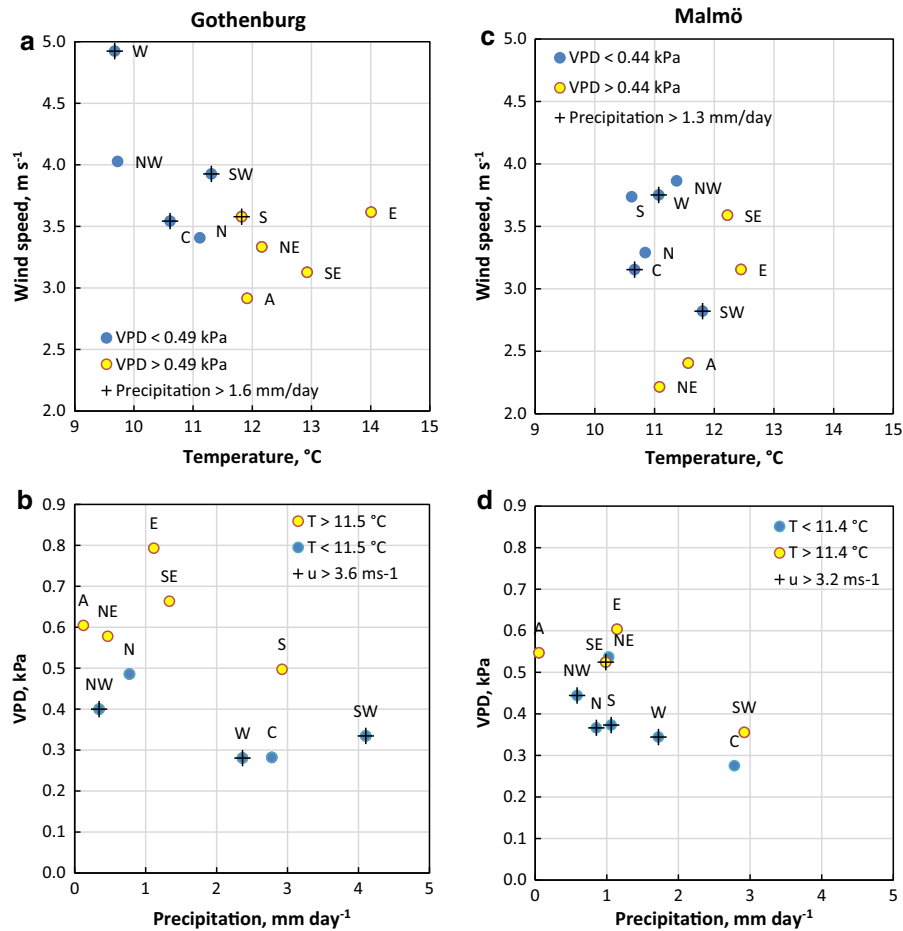 Gothenburg
a
5.0
4.5
4.0
3.5
3.0
2.5
2.0
Wind speed, m s-1
W
NW
SW
C
N
S
E
NE
SE
A
VPD < 0.49 kPa
VPD > 0.49 kPa
+ Precipitation > 1.6 mm/day
9 10 11 12 13 14 15
Temperature, °C
b
0.9
0.8
0.7
0.6
0.5
0.4
0.3
0.2
0.1
0.0
VPD, kPa
T > 11.5 °C
T < 11.5 °C
+ u > 3.6 ms-1
E
SE
A
NE
N
S
NW
SW
W
C
0 1 2 3 4 5
Precipitation, mm day-1
Malmö
c
5.0
4.5
4.0
3.5
3.0
2.5
2.0
Wind speed, m s-1
VPD < 0.44 kPa
VPD > 0.44 kPa
+ Precipitation > 1.3 mm/day
NW
S
W
SE
N
C
E
SW
A
NE
9 10 11 12 13 14 15
Temperature, °C
d
0.9
0.8
0.7
0.6
0.5
0.4
0.3
0.2
0.1
0.0
VPD, kPa
T < 11.4 °C
T > 11.4 °C
+ u > 3.2 ms-1
E
A
SE
NE
NW
N
S
W
SW
C
0 1 2 3 4 5
Precipitation, mm day-1